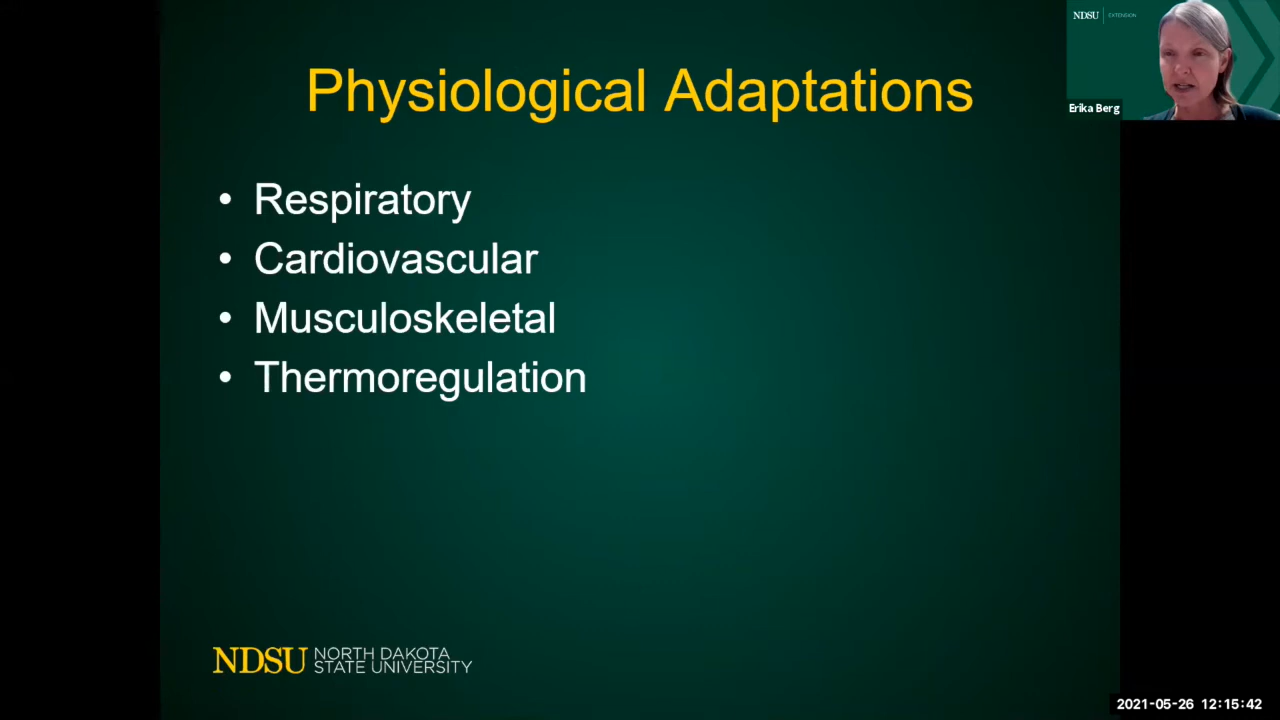 Physiological Adaptations
• Respiratory
• Cardiovascular
• Musculoskeletal
• Thermoregulation
NDSU NORTH DAKOTA
STATE UNIVERSITY
NDSU EXTENSION
Erika Berg
2021-05-26 12:15:42